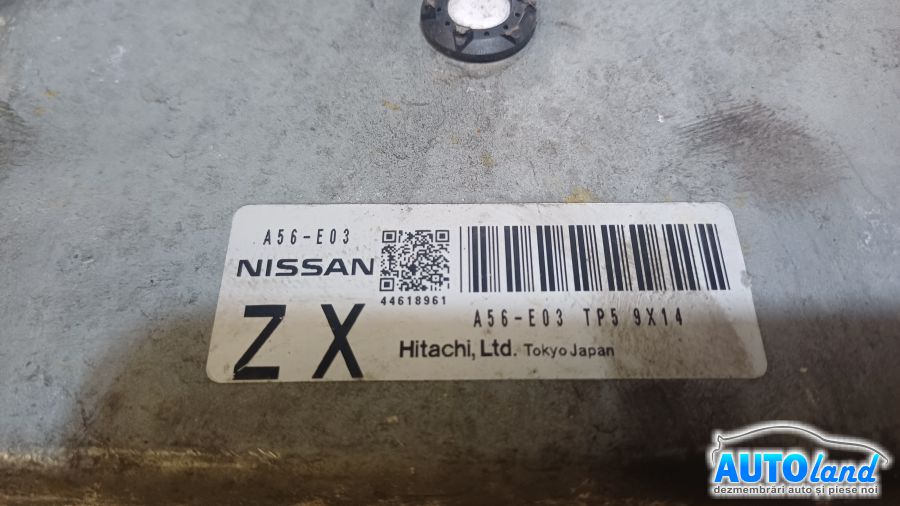 A56-E03
NISSAN
44618961
ZX
A56-E03 TP5 9X14
Hitachi, Ltd. Tokyo Japan
AUTOland
dezmembrări auto și piese noi